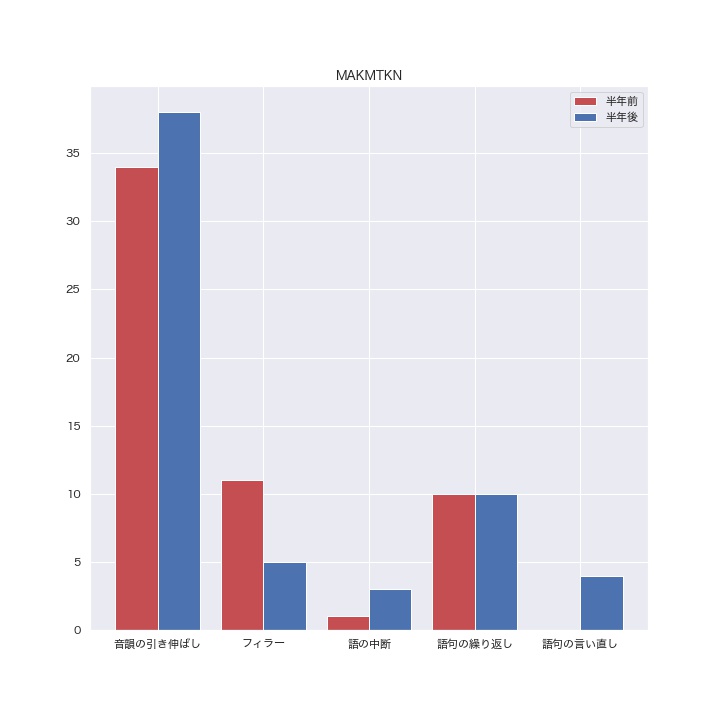 MAKMTKN
半年前
半年後
35
30
25
20
15
10
5
0
音韻の引き伸ばし
フィラー
語の中断
語句の繰り返し
語句の言い直し